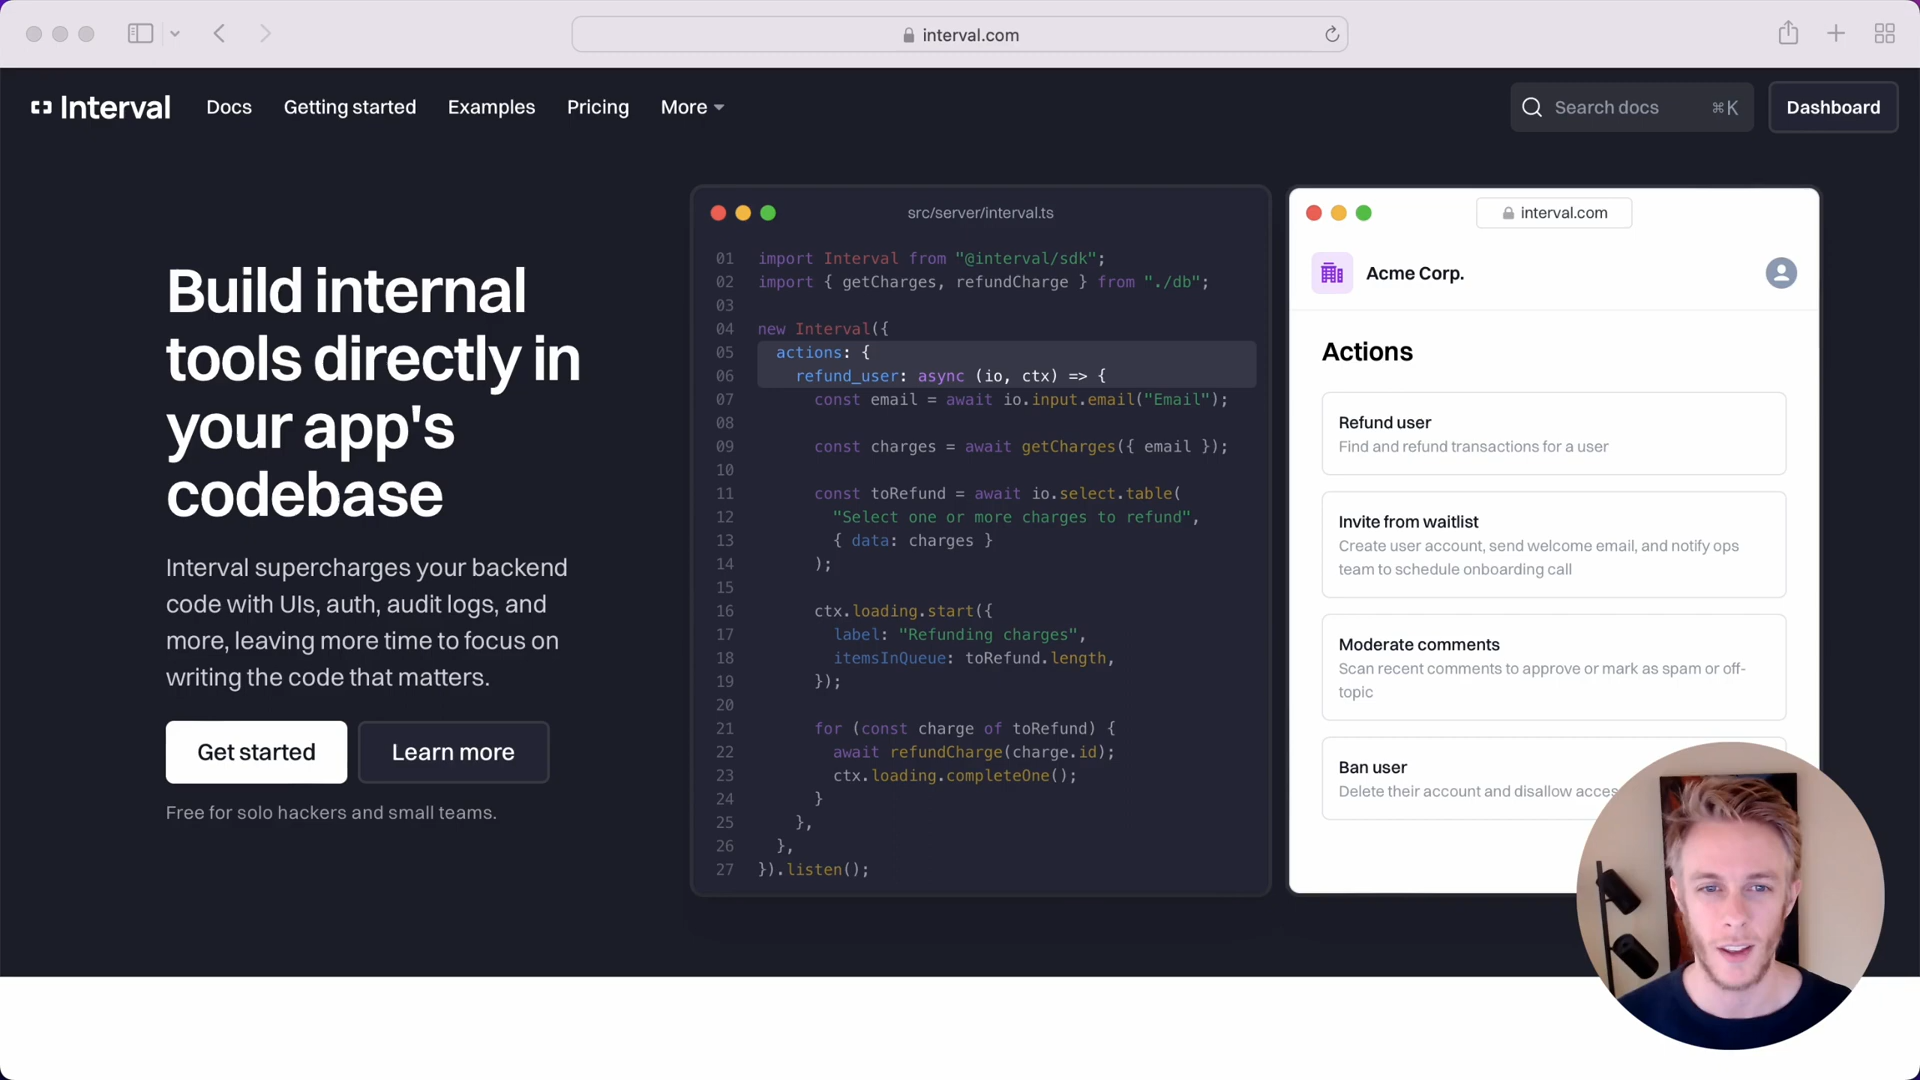 interval.com
Interval
Docs
Getting started
Examples
Pricing
More
Search docs
⌘K
Dashboard
Build internal
tools directly in
your app's
codebase
Interval supercharges your backend
code with UIs, auth, audit logs, and
more, leaving more time to focus on
writing the code that matters.
Get started
Learn more
Free for solo hackers and small teams.
src/server/interval.ts
01 import Interval from "@interval/sdk";
02 import { getCharges, refundCharge } from "./db";
03
04 new Interval({
05 actions: {
06 refund_user: async (io, ctx) => {
07 const email = await io.input.email("Email");
08
09 const charges = await getCharges({ email });
10
11 const toRefund = await io.select.table(
12 "Select one or more charges to refund",
13 { data: charges }
14 );
15
16 ctx.loading.start({
17 label: "Refunding charges",
18 itemsInQueue: toRefund.length,
19 });
20
21 for (const charge of toRefund) {
22 await refundCharge(charge.id);
23 ctx.loading.completeOne();
24 }
25 },
26 },
27 }).listen();
interval.com
Acme Corp.
Actions
Refund user
Find and refund transactions for a user
Invite from waitlist
Create user account, send welcome email, and notify ops
team to schedule onboarding call
Moderate comments
Scan recent comments to approve or mark as spam or off-
topic
Ban user
Delete their account and disallow